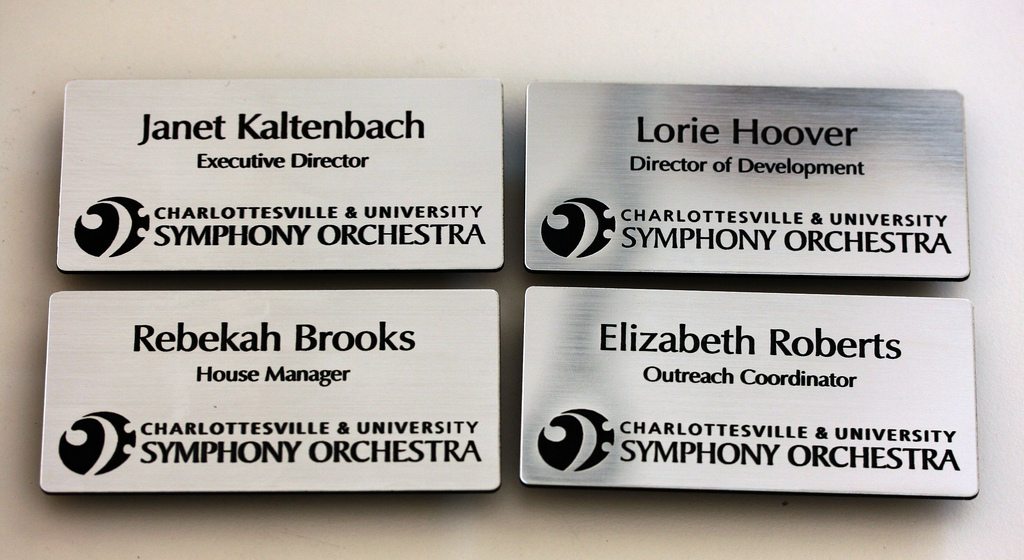 Janet Kaltenbach
Executive Director
CHARLOTTESVILLE & UNIVERSITY
SYMPHONY ORCHESTRA
Lorie Hoover
Director of Development
CHARLOTTESVILLE & UNIVERSITY
SYMPHONY ORCHESTRA
Rebekah Brooks
House Manager
CHARLOTTESVILLE & UNIVERSITY
SYMPHONY ORCHESTRA
Elizabeth Roberts
Outreach Coordinator
CHARLOTTESVILLE & UNIVERSITY
SYMPHONY ORCHESTRA